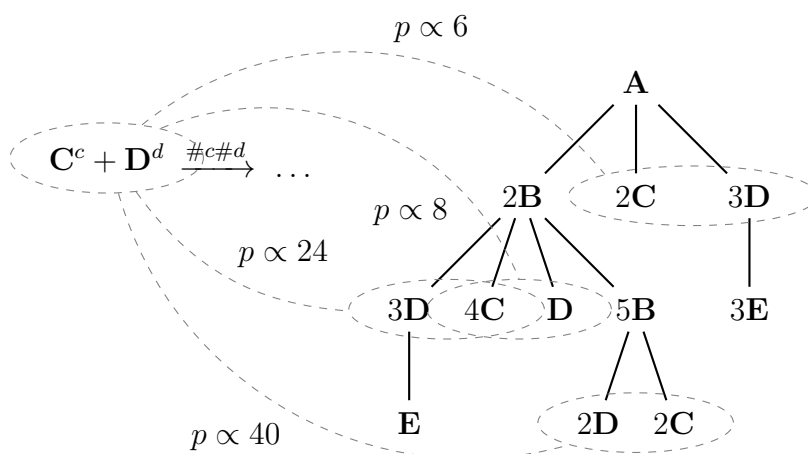 p ∝ 6
A
C^c + D^d #c#d ⟶ …
2B 2C 3D
p ∝ 8
p ∝ 24
3D 4C D 5B 3E
E 2D 2C
p ∝ 40